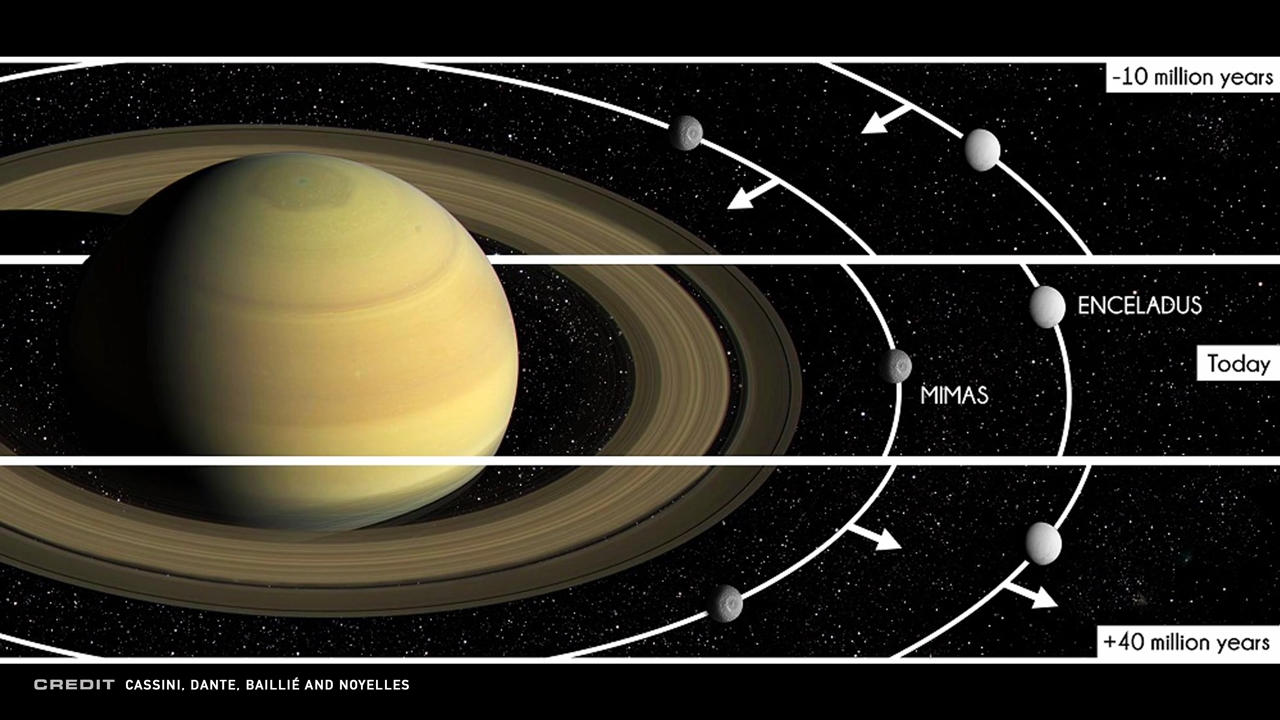 -10 million years
ENCELADUS
Today
MIMAS
+40 million years
CREDIT CASSINI, DANTE, BAILLIÉ AND NOYELLES